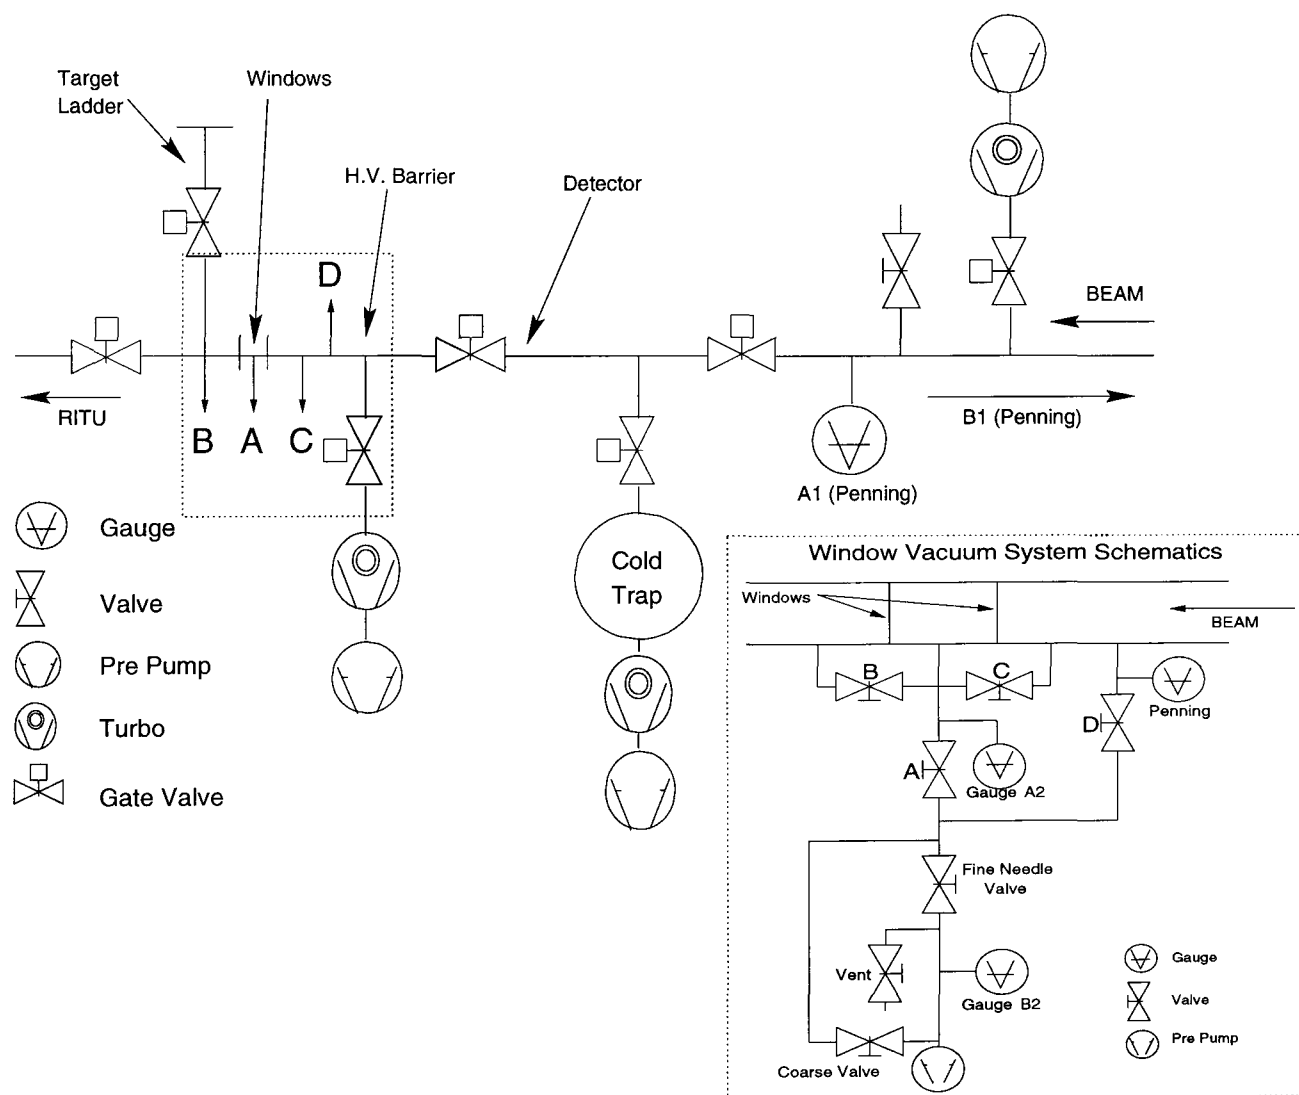 Target
Ladder
Windows
H.V. Barrier
Detector
BEAM
D
RITU
B A C
B1 (Penning)
A1 (Penning)
Gauge
Valve
Pre Pump
Turbo
Gate Valve
Cold
Trap
Window Vacuum System Schematics
Windows
BEAM
B
C
Penning
D
A
Gauge A2
Fine Needle
Valve
Vent
Gauge B2
Coarse Valve
Gauge
Valve
Pre Pump